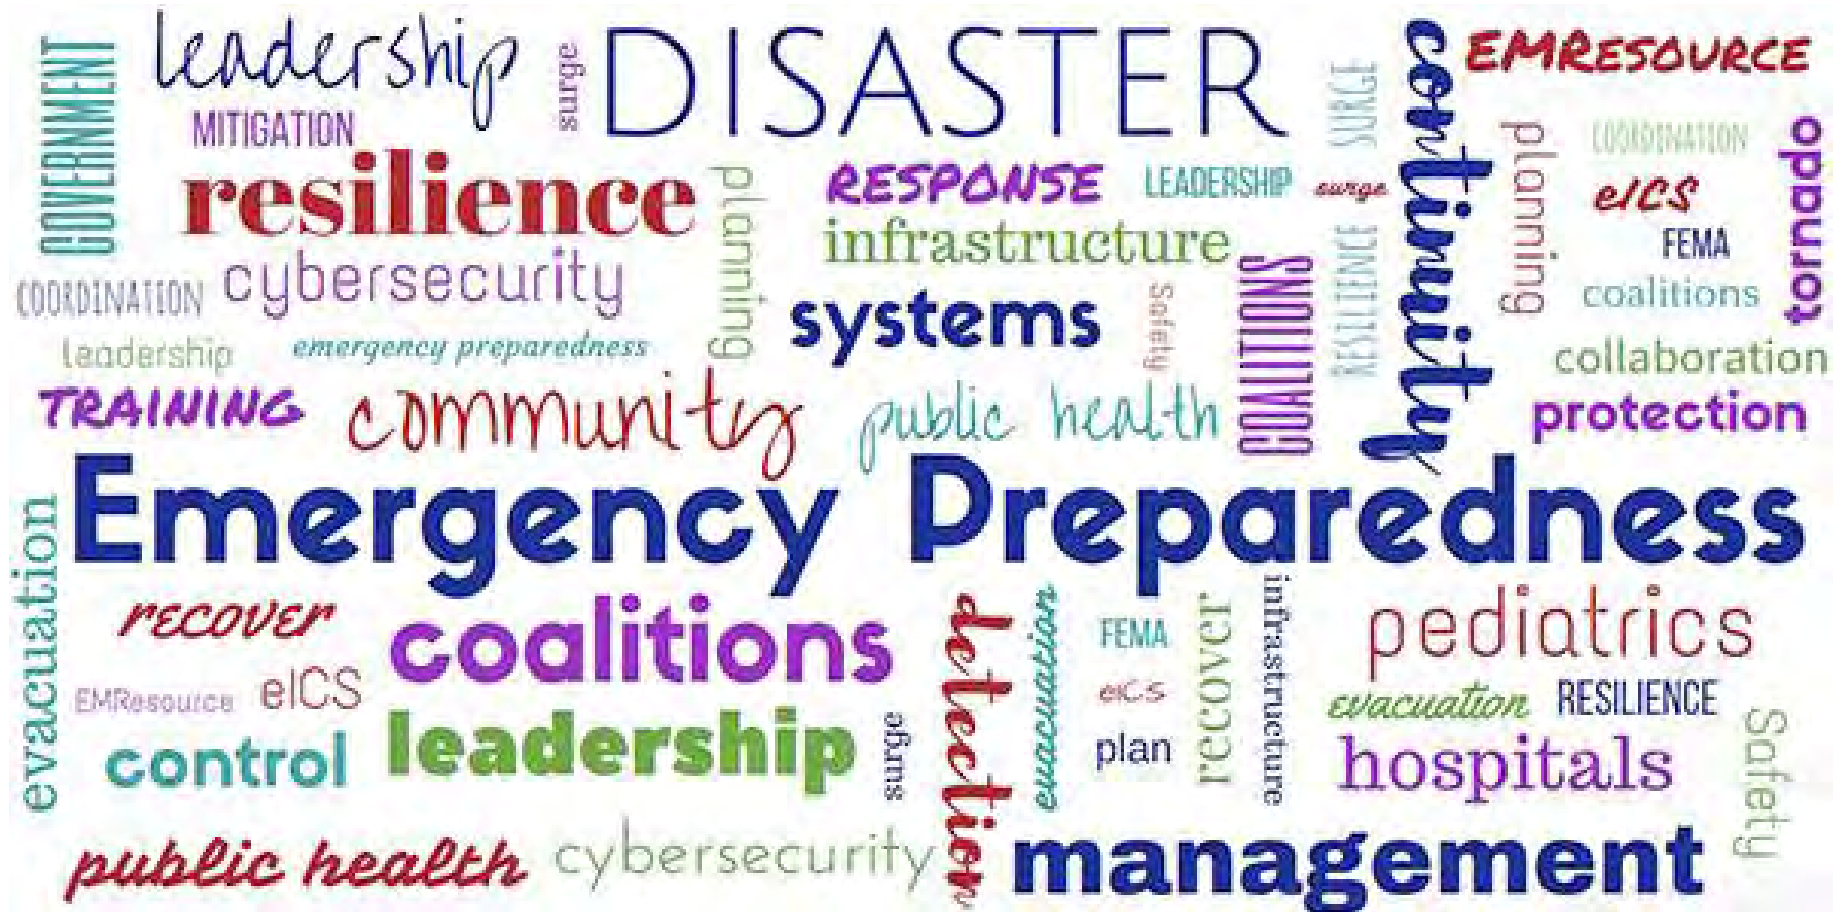 GOVERNMENT
leadership
surge
DISASTER
SURGE
continuity
EMRESOURCE
MITIGATION
resilience
planning
RESPONSE
LEADERSHIP
surge
planning
COORDINATION
tornado
eICS
infrastructure
RESILIENCE
FEMA
COORDINATION
cybersecurity
systems
Safety
COALITIONS
coalitions
Leadership
emergency preparedness
collaboration
TRAINING
community
public health
protection
Emergency Preparedness
evacuation
recover
coalitions
detection
evacuation
FEMA
recover
infrastructure
pediatrics
EMResource
eICS
eICS
evacuation
RESILIENCE
control
leadership
surge
plan
hospitals
Safety
public health
cybersecurity
management